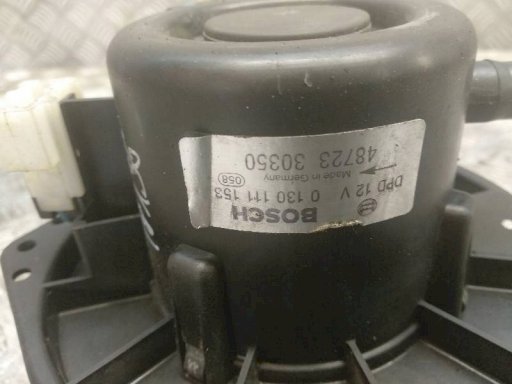 BOSCH
DPD 12 V 0 130 111 153
Made in Germany 058
48723 30350